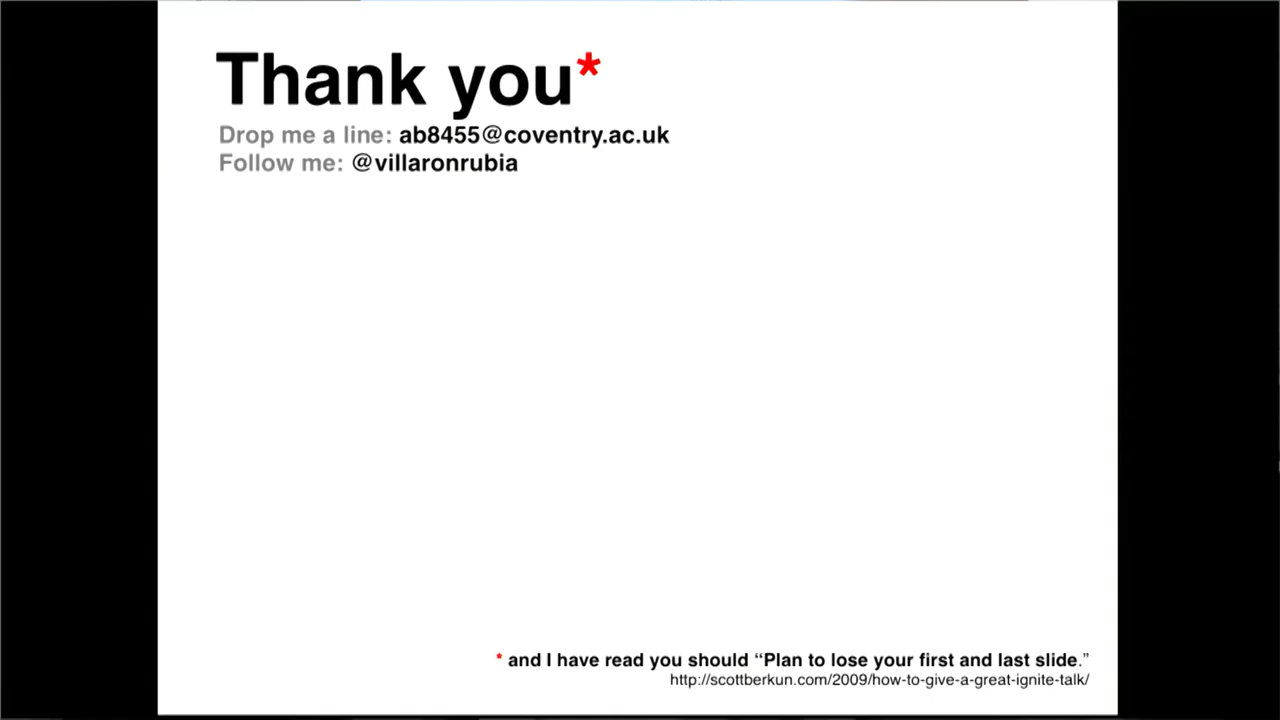 Thank you*
Drop me a line: ab8455@coventry.ac.uk
Follow me: @villaronrubia
* and I have read you should “Plan to lose your first and last slide.”
http://scottberkun.com/2009/how-to-give-a-great-ignite-talk/